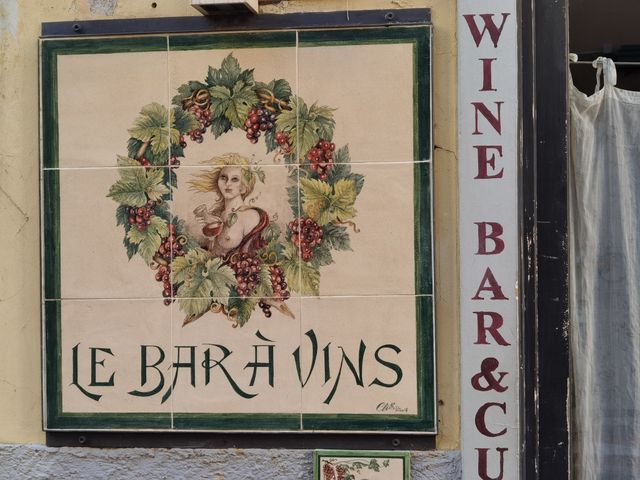 LE BAR À VINS
WINE BAR & CU